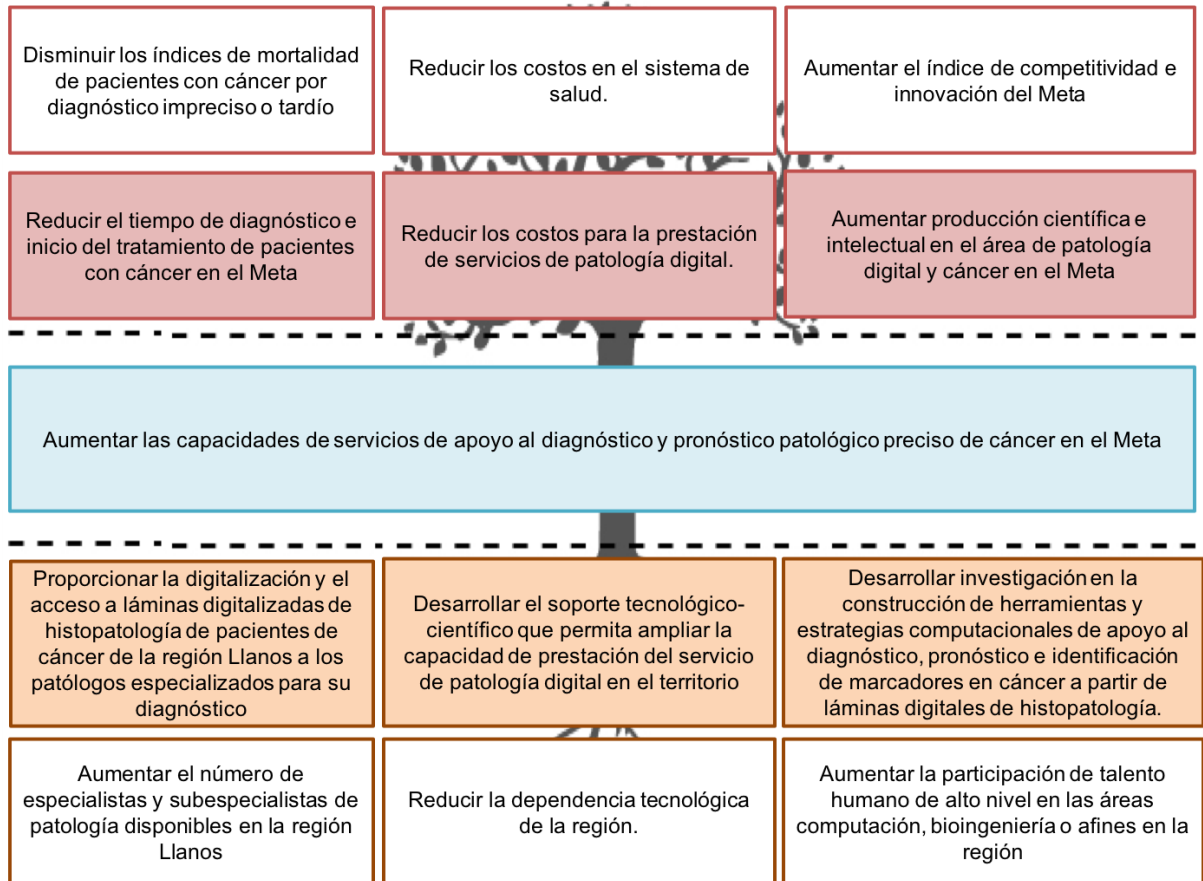 Disminuir los índices de mortalidad
de pacientes con cáncer por
diagnóstico impreciso o tardío
Reducir los costos en el sistema de
salud.
Aumentar el índice de competitividad e
innovación del Meta
Reducir el tiempo de diagnóstico e
inicio del tratamiento de pacientes
con cáncer en el Meta
Reducir los costos para la prestación
de servicios de patología digital.
Aumentar producción científica e
intelectual en el área de patología
digital y cáncer en el Meta
Aumentar las capacidades de servicios de apoyo al diagnóstico y pronóstico patológico preciso de cáncer en el Meta
Proporcionar la digitalización y el
acceso a láminas digitalizadas de
histopatología de pacientes de
cáncer de la región Llanos a los
patólogos especializados para su
diagnóstico
Desarrollar el soporte tecnológico-
científico que permita ampliar la
capacidad de prestación del servicio
de patología digital en el territorio
Desarrollar investigación en la
construcción de herramientas y
estrategias computacionales de apoyo al
diagnóstico, pronóstico e identificación
de marcadores en cáncer a partir de
láminas digitales de histopatología.
Aumentar el número de
especialistas y subespecialistas de
patología disponibles en la región
Llanos
Reducir la dependencia tecnológica
de la región.
Aumentar la participación de talento
humano de alto nivel en las áreas
computación, bioingeniería o afines en la
región